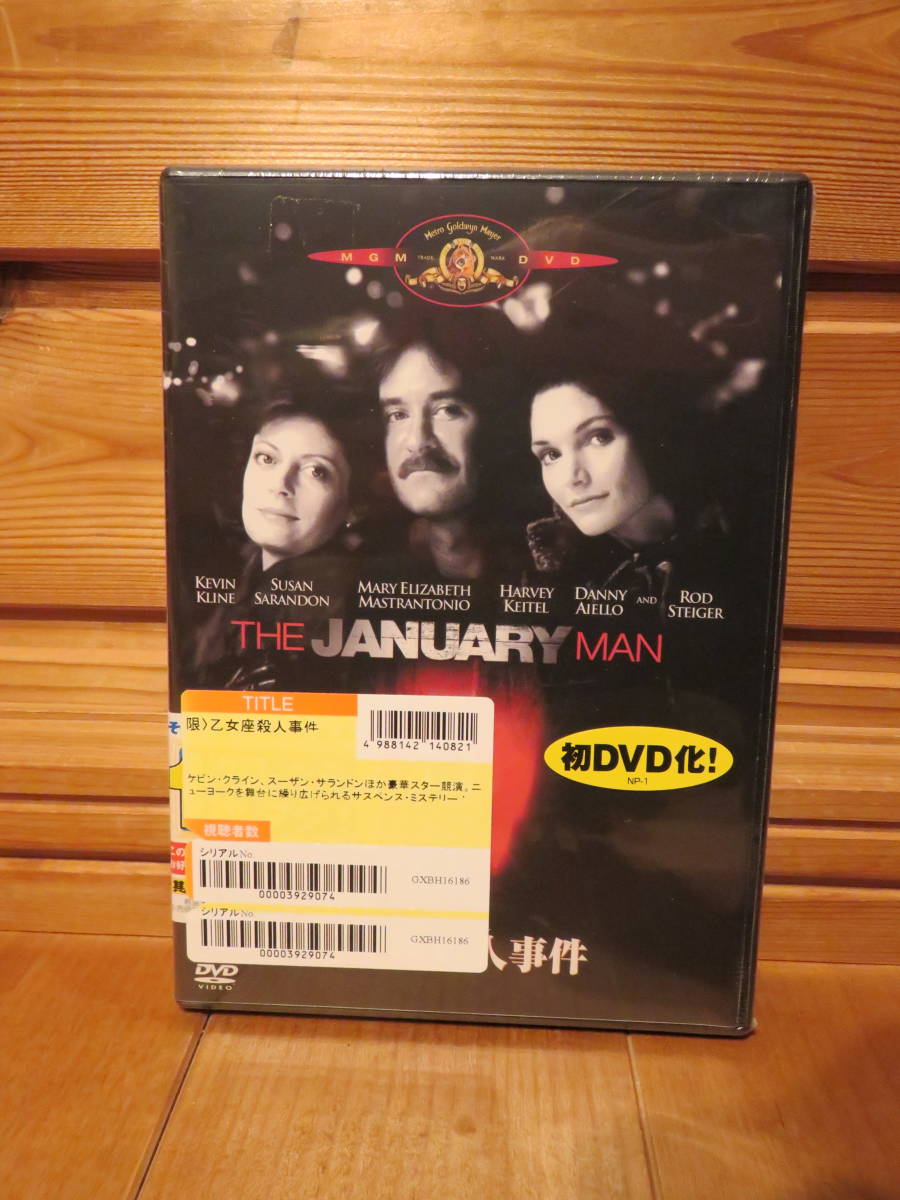 Metro Goldwyn Mayer
MGM DVD
TRADE MARK
KEVIN KLINE
SUSAN SARANDON
MARY ELIZABETH MASTRANTONIO
HARVEY KEITEL
DANNY AIELLO
AND
ROD STEIGER
THE JANUARY MAN
TITLE
限〉乙女座殺人事件
4 988142 140821
ケビン・クライン、スーザン・サランドンほか豪華スター競演。ニ
ューヨークを舞台に繰り広げられるサスペンス・ミステリー
初DVD化!
NP-1
そ
視聴者数
この
シリアルNo.
00003929074
GXBH16186
シリアルNo.
00003929074
GXBH16186
人事件
DVD
VIDEO